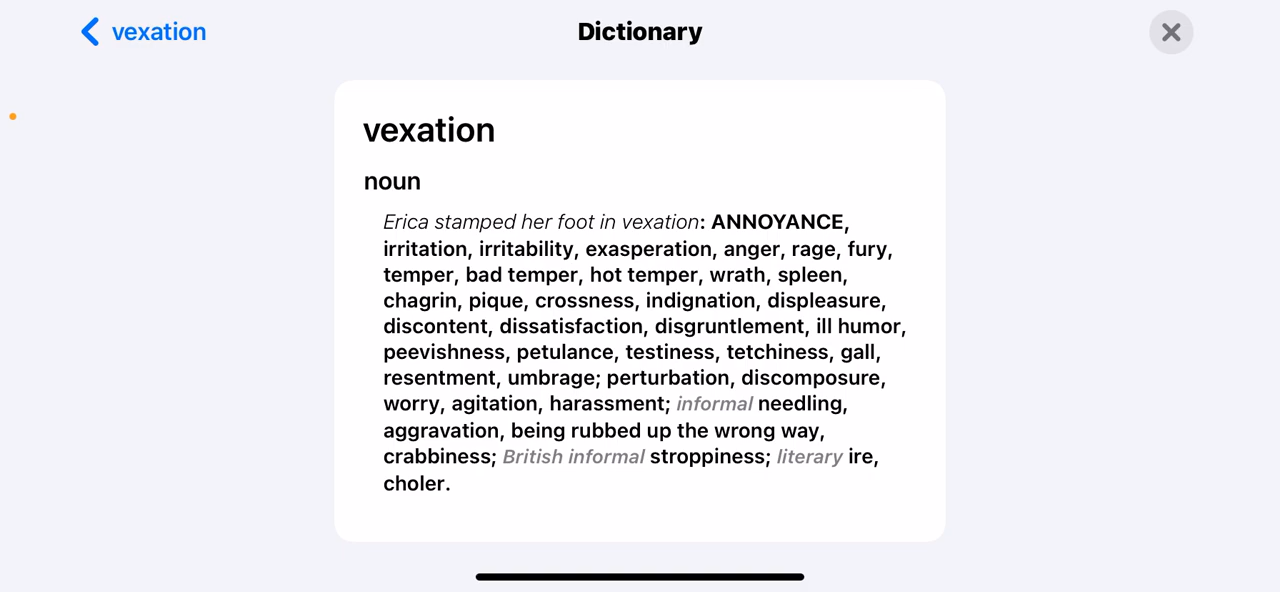 vexation
Dictionary
vexation
noun
Erica stamped her foot in vexation: ANNOYANCE,
irritation, irritability, exasperation, anger, rage, fury,
temper, bad temper, hot temper, wrath, spleen,
chagrin, pique, crossness, indignation, displeasure,
discontent, dissatisfaction, disgruntlement, ill humor,
peevishness, petulance, testiness, tetchiness, gall,
resentment, umbrage; perturbation, discomposure,
worry, agitation, harassment; informal needling,
aggravation, being rubbed up the wrong way,
crabbiness; British informal stroppiness; literary ire,
choler.